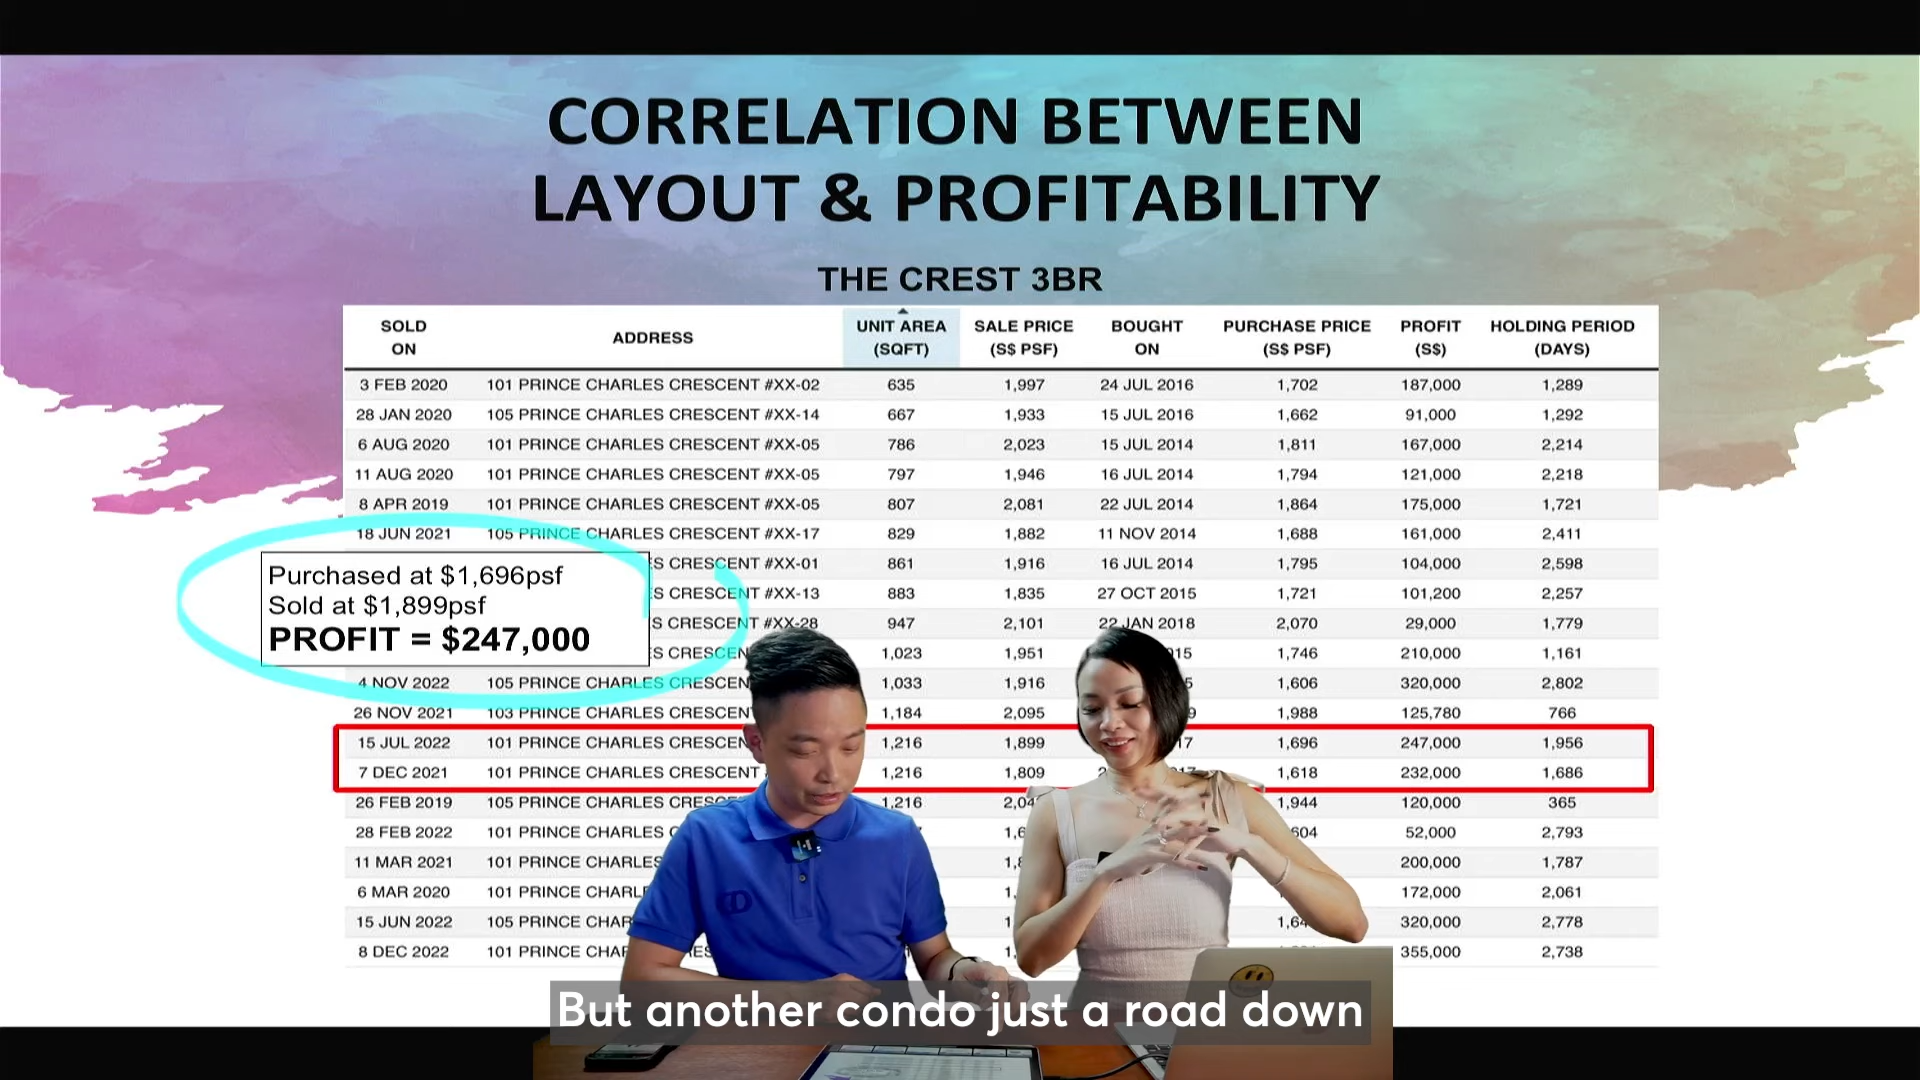 CORRELATION BETWEEN
LAYOUT & PROFITABILITY
THE CREST 3BR
SOLD ON ADDRESS UNIT AREA (SQFT) SALE PRICE (S$ PSF) BOUGHT ON PURCHASE PRICE (S$ PSF) PROFIT (S$) HOLDING PERIOD (DAYS)
3 FEB 2020 101 PRINCE CHARLES CRESCENT #XX-02 635 1,997 24 JUL 2016 1,702 187,000 1,289
28 JAN 2020 105 PRINCE CHARLES CRESCENT #XX-14 667 1,933 15 JUL 2016 1,662 91,000 1,292
6 AUG 2020 101 PRINCE CHARLES CRESCENT #XX-05 786 2,023 15 JUL 2014 1,811 167,000 2,214
11 AUG 2020 101 PRINCE CHARLES CRESCENT #XX-05 797 1,946 16 JUL 2014 1,794 121,000 2,218
8 APR 2019 101 PRINCE CHARLES CRESCENT #XX-05 807 2,081 22 JUL 2014 1,864 175,000 1,721
18 JUN 2021 105 PRINCE CHARLES CRESCENT #XX-17 829 1,882 11 NOV 2014 1,688 161,000 2,411
CRESCENT #XX-01 861 1,916 16 JUL 2014 1,795 104,000 2,598
Purchased at $1,696psf
Sold at $1,899psf
PROFIT = $247,000
CRESCENT #XX-13 883 1,835 27 OCT 2015 1,721 101,200 2,257
CRESCENT #XX-28 947 2,101 22 JAN 2018 2,070 29,000 1,779
1,023 1,951 1,746 210,000 1,161
4 NOV 2022 105 PRINCE CHARLES 1,033 1,916 1,606 320,000 2,802
26 NOV 2021 103 PRINCE CHARLES 1,184 2,095 1,988 125,780 766
15 JUL 2022 101 PRINCE CHARLES 1,216 1,899 1,696 247,000 1,956
7 DEC 2021 101 PRINCE CHARLES CRESCENT 1,216 1,809 1,618 232,000 1,686
26 FEB 2019 105 PRINCE CHARLES 1,216 1,944 120,000 365
28 FEB 2022 101 PRINCE CHARLES 52,000 2,793
11 MAR 2021 101 PRINCE CHARLES 200,000 1,787
6 MAR 2020 101 PRINCE 172,000 2,061
15 JUN 2022 105 PRINCE 320,000 2,778
8 DEC 2022 101 PRINCE 355,000 2,738
But another condo just a road down